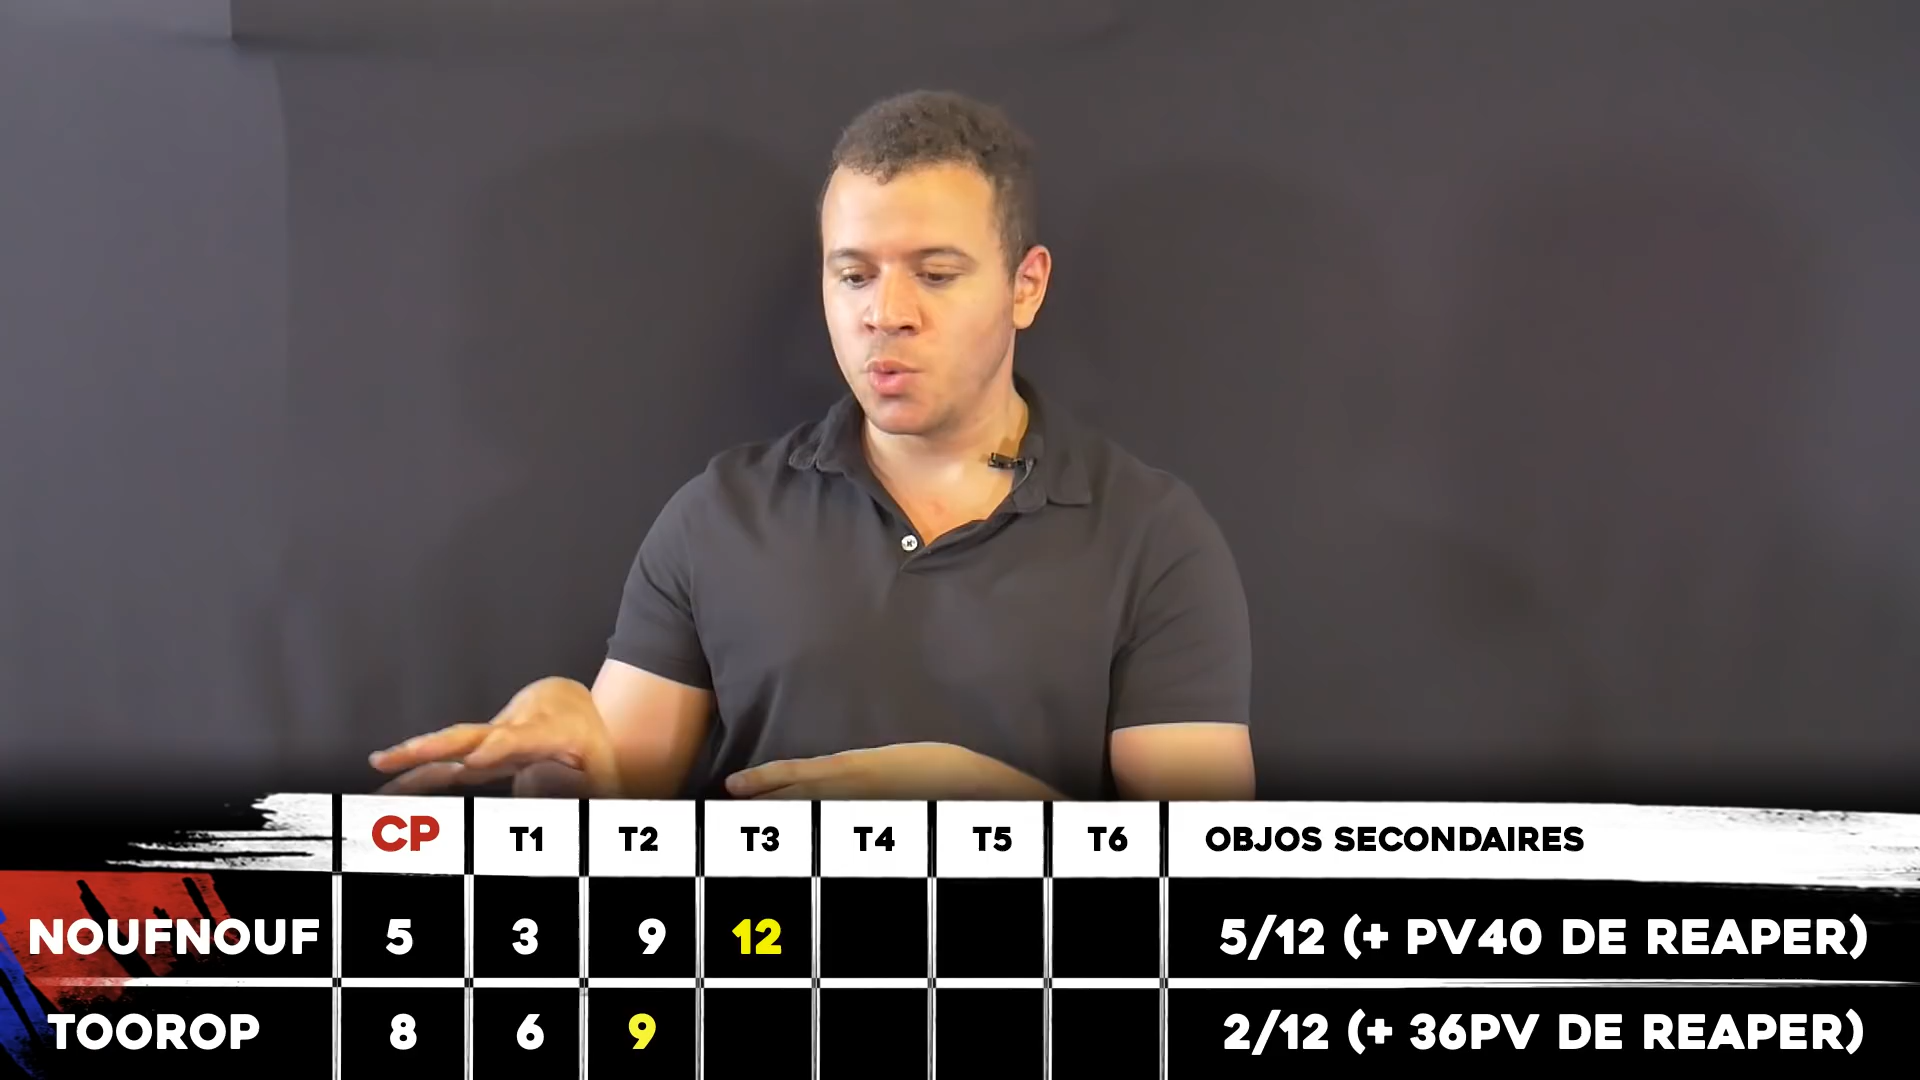 CP T1 T2 T3 T4 T5 T6 OBJOS SECONDAIRES
NOUFNOUF 5 3 9 12 5/12 (+ PV40 DE REAPER)
TOOROP 8 6 9 2/12 (+ 36PV DE REAPER)